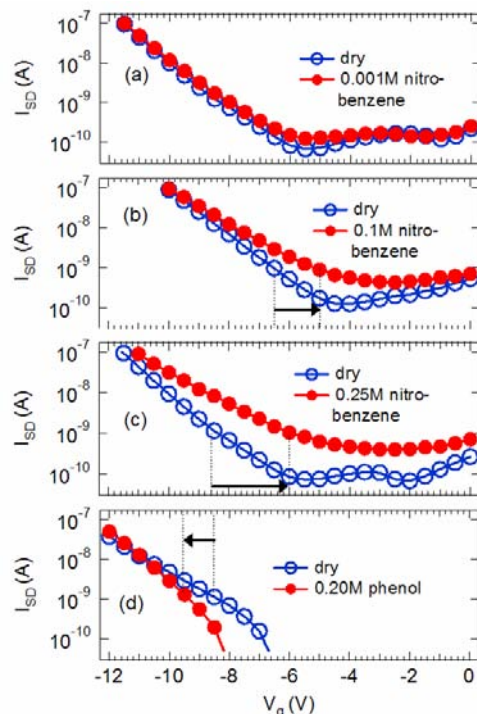 10⁻⁷
10⁻⁸
10⁻⁹
10⁻¹⁰
I_SD (A)
(a)
dry
0.001M nitro-
benzene
10⁻⁷
10⁻⁸
10⁻⁹
10⁻¹⁰
I_SD (A)
(b)
dry
0.1M nitro-
benzene
10⁻⁷
10⁻⁸
10⁻⁹
10⁻¹⁰
I_SD (A)
(c)
dry
0.25M nitro-
benzene
10⁻⁷
10⁻⁸
10⁻⁹
10⁻¹⁰
I_SD (A)
(d)
dry
0.20M phenol
-12 -10 -8 -6 -4 -2 0
V_g (V)